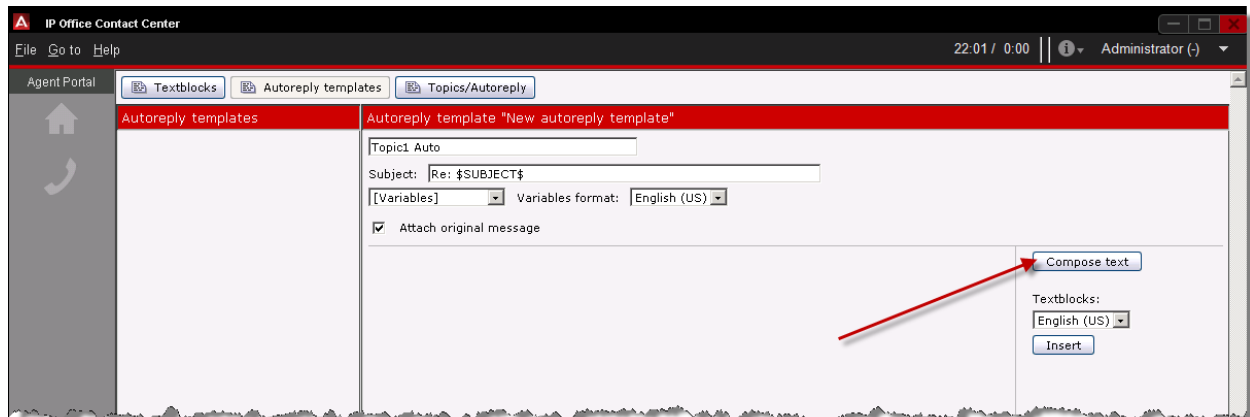 IP Office Contact Center
File Go to Help
22:01 / 0:00
Administrator (-)
Agent Portal
Textblocks
Autoreply templates
Topics/Autoreply
Autoreply templates
Autoreply template "New autoreply template"
Topic1 Auto
Subject: Re: $SUBJECT$
[Variables] Variables format: English (US)
Attach original message
Compose text
Textblocks:
English (US)
Insert